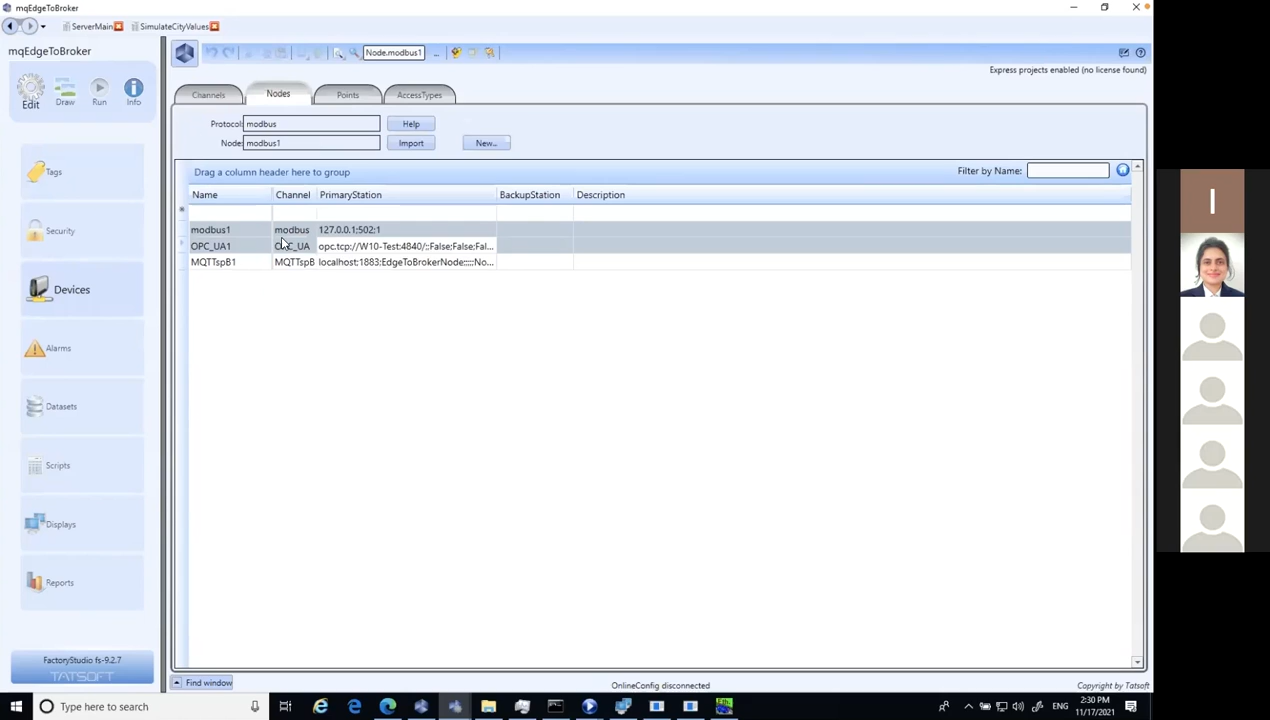 mqEdgeToBroker
ServerMain
SimulateCityValues
mqEdgeToBroker
Node.modbus1
...
Express projects enabled (no license found)
Edit
Draw
Run
Info
Channels
Nodes
Points
AccessTypes
Protocol:
modbus
Help
Node:
modbus1
Import
New...
Drag a column header here to group
Filter by Name:
Name Channel PrimaryStation BackupStation Description
modbus1 modbus 127.0.0.1:502:1
OPC_UA1 OPC_UA opc.tcp://W10-Test:4840/::False:False:Fal...
MQTTspB1 MQTTspB localhost:1883:EdgeToBrokerNode:::::No...
Tags
Security
Devices
Alarms
Datasets
Scripts
Displays
Reports
FactoryStudio fs-9.2.7
TATSOFT
Find window
OnlineConfig disconnected
Copyright by Tatsoft
Type here to search
ENG
2:30 PM
11/17/2021
I